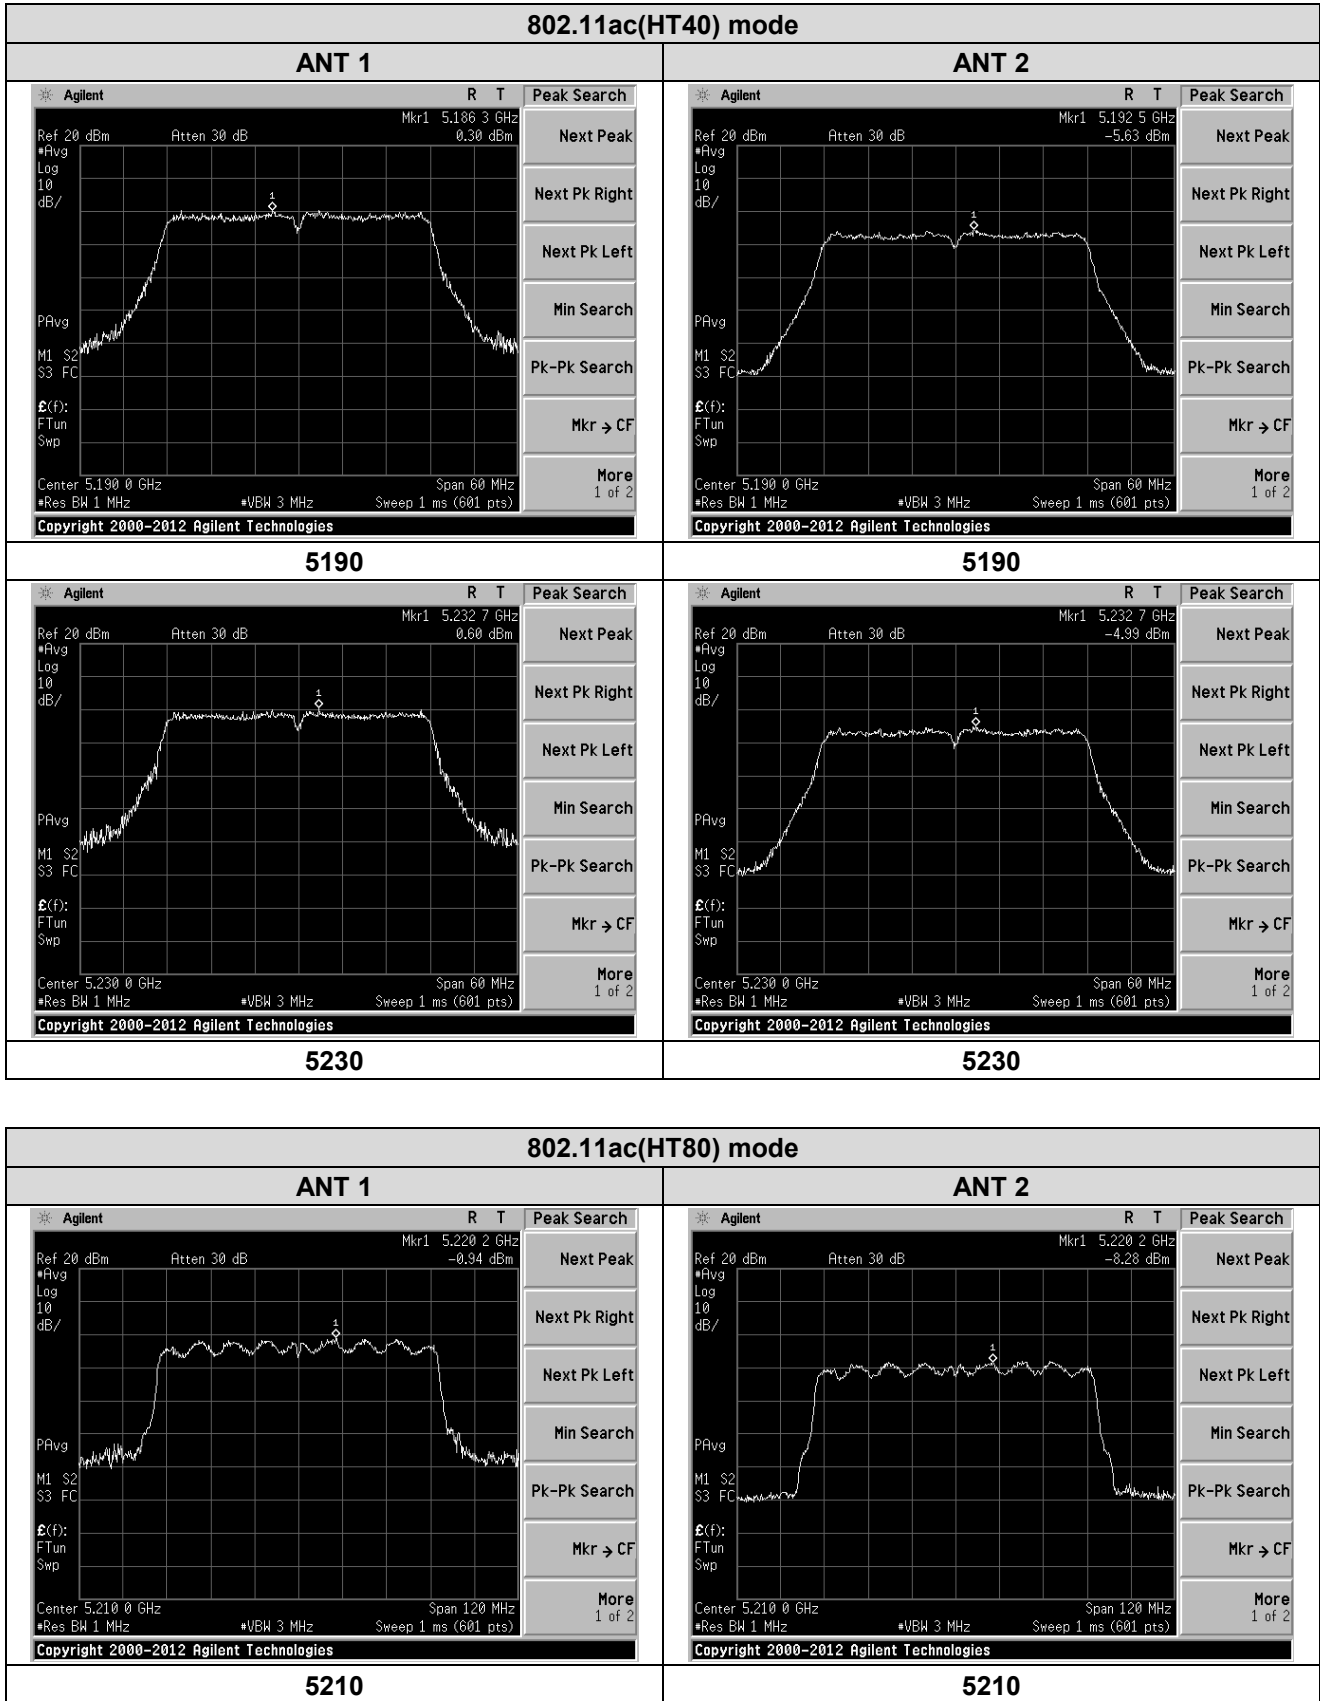 802.11ac(HT40) mode
ANT 1
ANT 2
Agilent R T Peak Search
Mkr1 5.186 3 GHz
Ref 20 dBm Atten 30 dB 0.30 dBm
#Avg
Log
10
dB/
1
PAvg
M1 S2
S3 FC
£(f):
FTun
Swp
Center 5.190 0 GHz Span 60 MHz
#Res BW 1 MHz #VBW 3 MHz Sweep 1 ms (601 pts)
Copyright 2000-2012 Agilent Technologies
Next Peak
Next Pk Right
Next Pk Left
Min Search
Pk-Pk Search
Mkr → CF
More
1 of 2
Agilent R T Peak Search
Mkr1 5.192 5 GHz
Ref 20 dBm Atten 30 dB -5.63 dBm
#Avg
Log
10
dB/
1
PAvg
M1 S2
S3 FC
£(f):
FTun
Swp
Center 5.190 0 GHz Span 60 MHz
#Res BW 1 MHz #VBW 3 MHz Sweep 1 ms (601 pts)
Copyright 2000-2012 Agilent Technologies
Next Peak
Next Pk Right
Next Pk Left
Min Search
Pk-Pk Search
Mkr → CF
More
1 of 2
5190
5190
Agilent R T Peak Search
Mkr1 5.232 7 GHz
Ref 20 dBm Atten 30 dB 0.60 dBm
#Avg
Log
10
dB/
1
PAvg
M1 S2
S3 FC
£(f):
FTun
Swp
Center 5.230 0 GHz Span 60 MHz
#Res BW 1 MHz #VBW 3 MHz Sweep 1 ms (601 pts)
Copyright 2000-2012 Agilent Technologies
Next Peak
Next Pk Right
Next Pk Left
Min Search
Pk-Pk Search
Mkr → CF
More
1 of 2
Agilent R T Peak Search
Mkr1 5.232 7 GHz
Ref 20 dBm Atten 30 dB -4.99 dBm
#Avg
Log
10
dB/
1
PAvg
M1 S2
S3 FC
£(f):
FTun
Swp
Center 5.230 0 GHz Span 60 MHz
#Res BW 1 MHz #VBW 3 MHz Sweep 1 ms (601 pts)
Copyright 2000-2012 Agilent Technologies
Next Peak
Next Pk Right
Next Pk Left
Min Search
Pk-Pk Search
Mkr → CF
More
1 of 2
5230
5230
802.11ac(HT80) mode
ANT 1
ANT 2
Agilent R T Peak Search
Mkr1 5.220 2 GHz
Ref 20 dBm Atten 30 dB -0.94 dBm
#Avg
Log
10
dB/
1
PAvg
M1 S2
S3 FC
£(f):
FTun
Swp
Center 5.210 0 GHz Span 120 MHz
#Res BW 1 MHz #VBW 3 MHz Sweep 1 ms (601 pts)
Copyright 2000-2012 Agilent Technologies
Next Peak
Next Pk Right
Next Pk Left
Min Search
Pk-Pk Search
Mkr → CF
More
1 of 2
Agilent R T Peak Search
Mkr1 5.220 2 GHz
Ref 20 dBm Atten 30 dB -8.28 dBm
#Avg
Log
10
dB/
1
PAvg
M1 S2
S3 FC
£(f):
FTun
Swp
Center 5.210 0 GHz Span 120 MHz
#Res BW 1 MHz #VBW 3 MHz Sweep 1 ms (601 pts)
Copyright 2000-2012 Agilent Technologies
Next Peak
Next Pk Right
Next Pk Left
Min Search
Pk-Pk Search
Mkr → CF
More
1 of 2
5210
5210